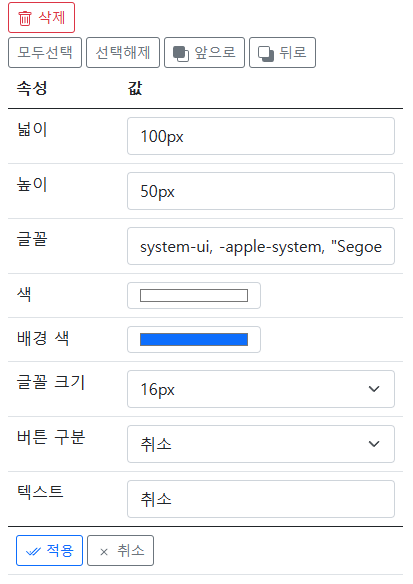 삭제
모두선택 선택해제 앞으로 뒤로
속성 값
넓이 100px
높이 50px
글꼴 system-ui, -apple-system, "Segoe
색
배경 색
글꼴 크기 16px
버튼 구분 취소
텍스트 취소
적용 취소